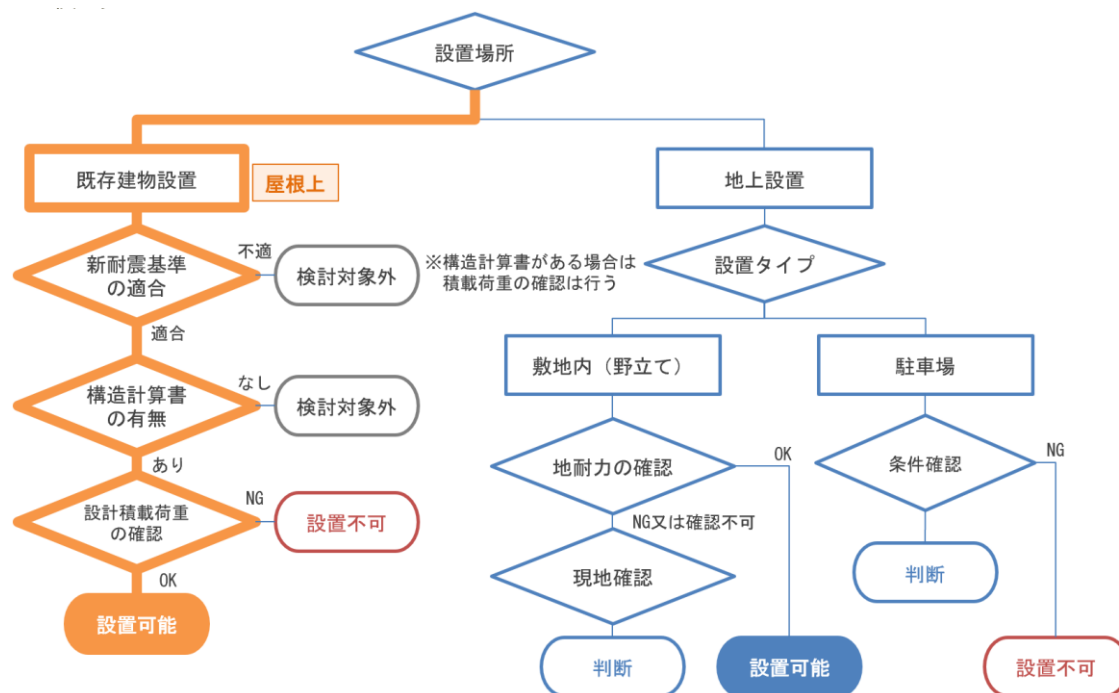 設置場所
既存建物設置
屋根上
地上設置
新耐震基準
の適合
不適
検討対象外
※構造計算書がある場合は
積載荷重の確認は行う
設置タイプ
適合
敷地内（野立て）
駐車場
構造計算書
の有無
なし
検討対象外
あり
地耐力の確認
OK
条件確認
NG
設計積載荷重
の確認
NG
設置不可
NG又は確認不可
OK
現地確認
判断
設置可能
判断
設置可能
設置不可